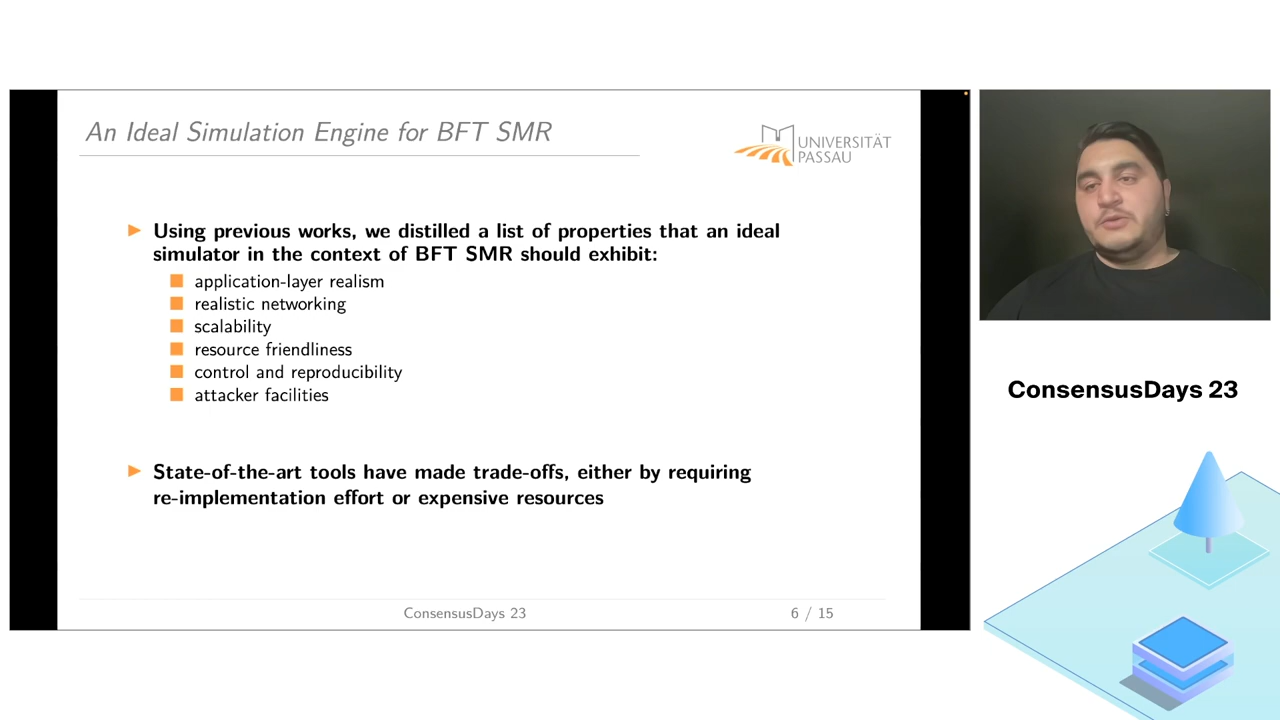 An Ideal Simulation Engine for BFT SMR
UNIVERSITÄT
PASSAU
Using previous works, we distilled a list of properties that an ideal
simulator in the context of BFT SMR should exhibit:
application-layer realism
realistic networking
scalability
resource friendliness
control and reproducibility
attacker facilities
State-of-the-art tools have made trade-offs, either by requiring
re-implementation effort or expensive resources
ConsensusDays 23
6 / 15
ConsensusDays 23